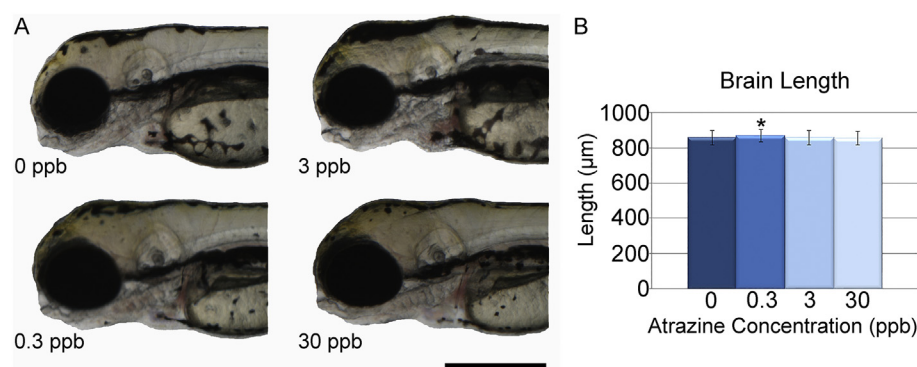 A
B
0 ppb
3 ppb
0.3 ppb
30 ppb
Brain Length
Length (µm)
1000
800
600
400
200
0
*
0 0.3 3 30
Atrazine Concentration (ppb)